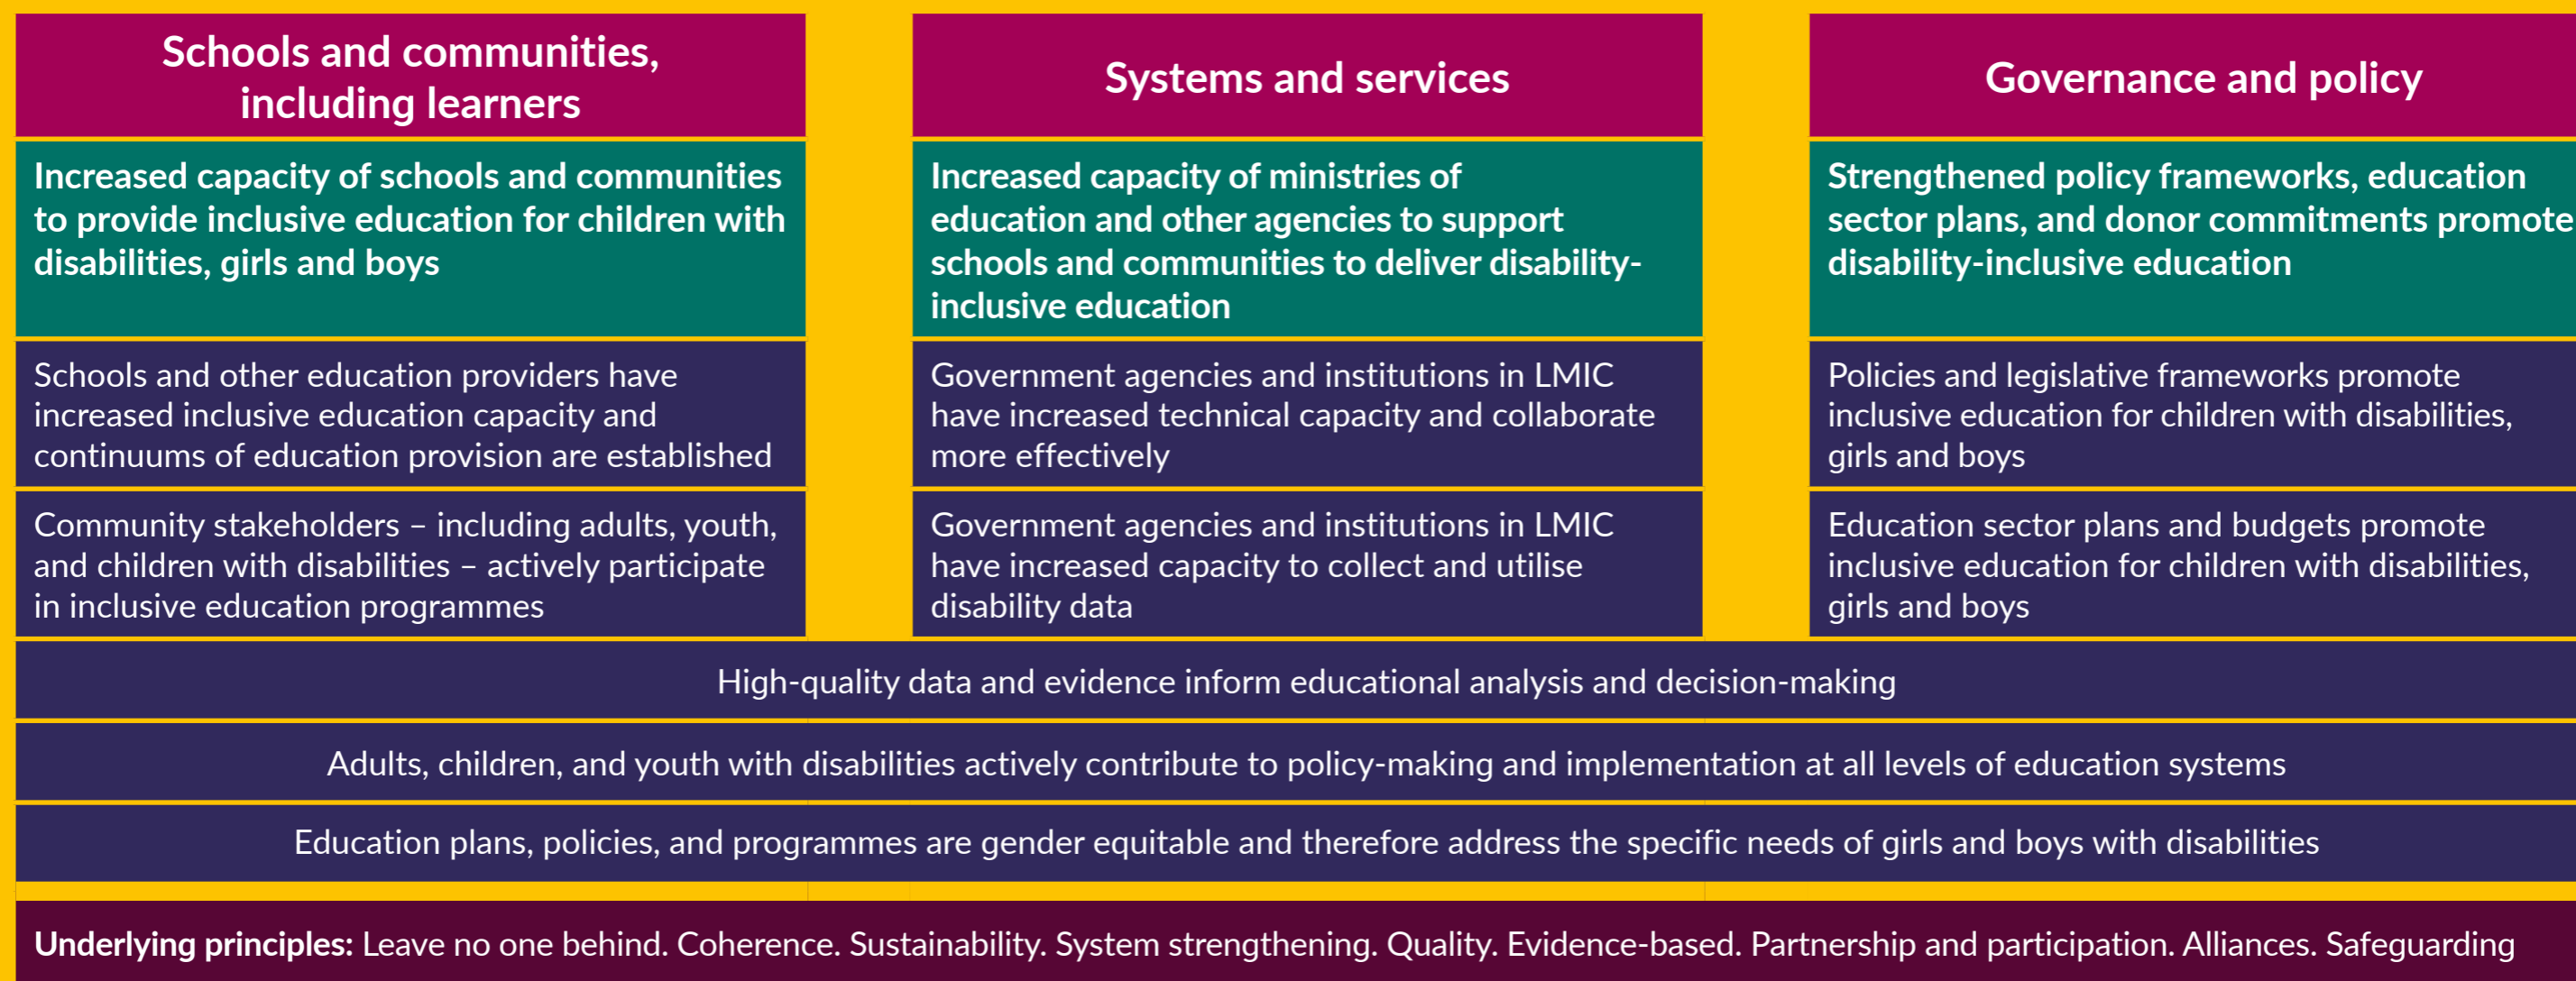 Schools and communities,
including learners
Systems and services
Governance and policy
Increased capacity of schools and communities
to provide inclusive education for children with
disabilities, girls and boys
Increased capacity of ministries of
education and other agencies to support
schools and communities to deliver disability-
inclusive education
Strengthened policy frameworks, education
sector plans, and donor commitments promote
disability-inclusive education
Schools and other education providers have
increased inclusive education capacity and
continuums of education provision are established
Government agencies and institutions in LMIC
have increased technical capacity and collaborate
more effectively
Policies and legislative frameworks promote
inclusive education for children with disabilities,
girls and boys
Community stakeholders – including adults, youth,
and children with disabilities – actively participate
in inclusive education programmes
Government agencies and institutions in LMIC
have increased capacity to collect and utilise
disability data
Education sector plans and budgets promote
inclusive education for children with disabilities,
girls and boys
High-quality data and evidence inform educational analysis and decision-making
Adults, children, and youth with disabilities actively contribute to policy-making and implementation at all levels of education systems
Education plans, policies, and programmes are gender equitable and therefore address the specific needs of girls and boys with disabilities
Underlying principles: Leave no one behind. Coherence. Sustainability. System strengthening. Quality. Evidence-based. Partnership and participation. Alliances. Safeguarding